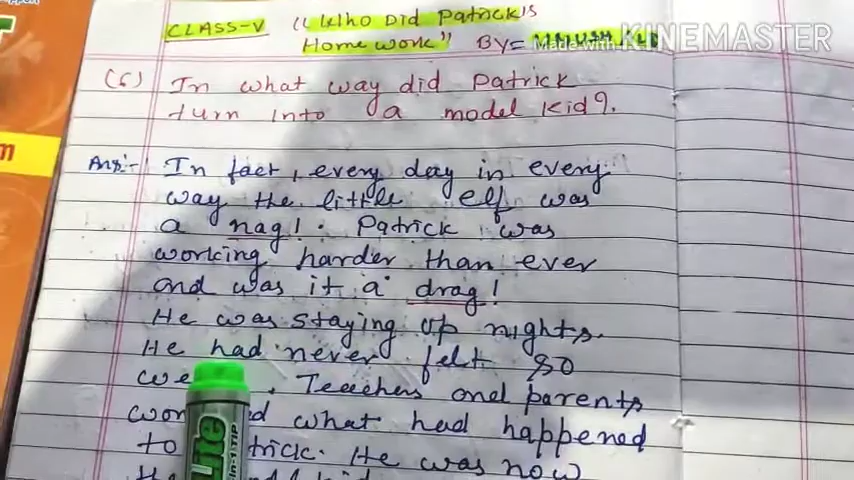 CLASS-V "Who Did Patrick's
Home work" BY=
Made with KINEMASTER
(6) In what way did Patrick
turn into a model kid?.
Ans:- In fact, every day in every
way the little elf was
a nag!. Patrick was
working harder than ever
and was it a drag!
He was staying up nights.
He had never felt so
Teachers and parents
what had happened
to He was now